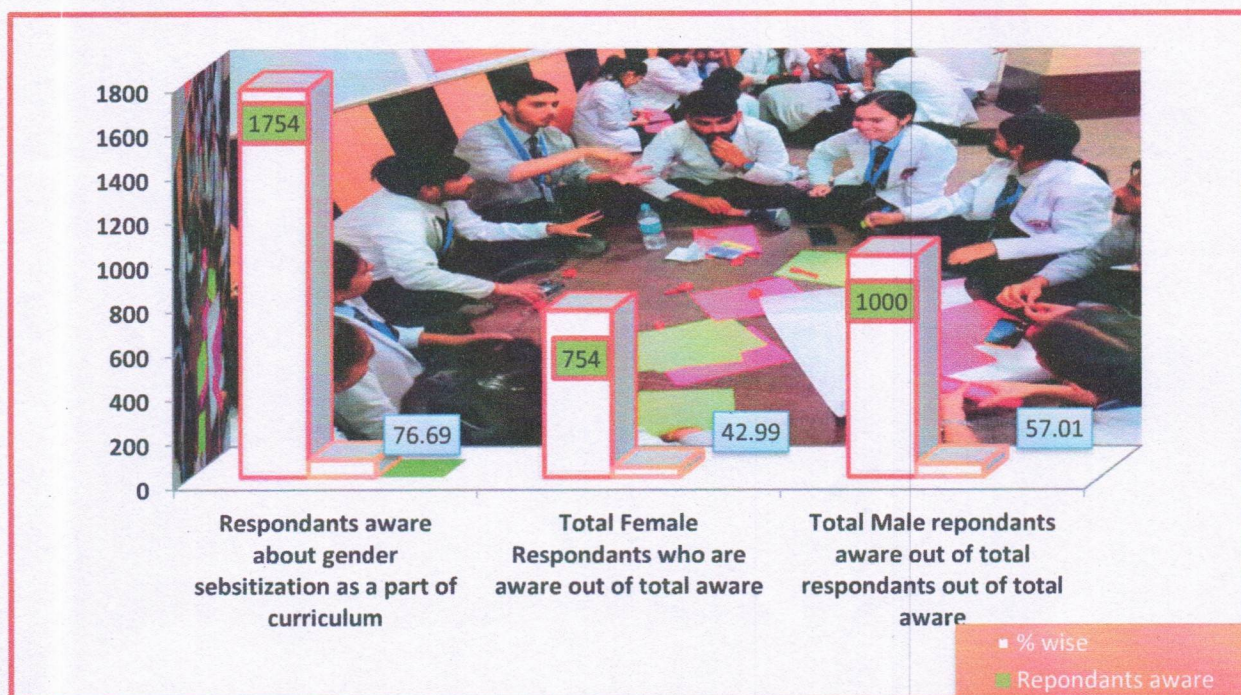 1800
1600
1400
1200
1000
800
600
400
200
0
1754
76.69
754
42.99
1000
57.01
Respondants aware
about gender
sebsitization as a part of
curriculum
Total Female
Respondants who are
aware out of total aware
Total Male repondants
aware out of total
respondants out of total
aware
% wise
Repondants aware